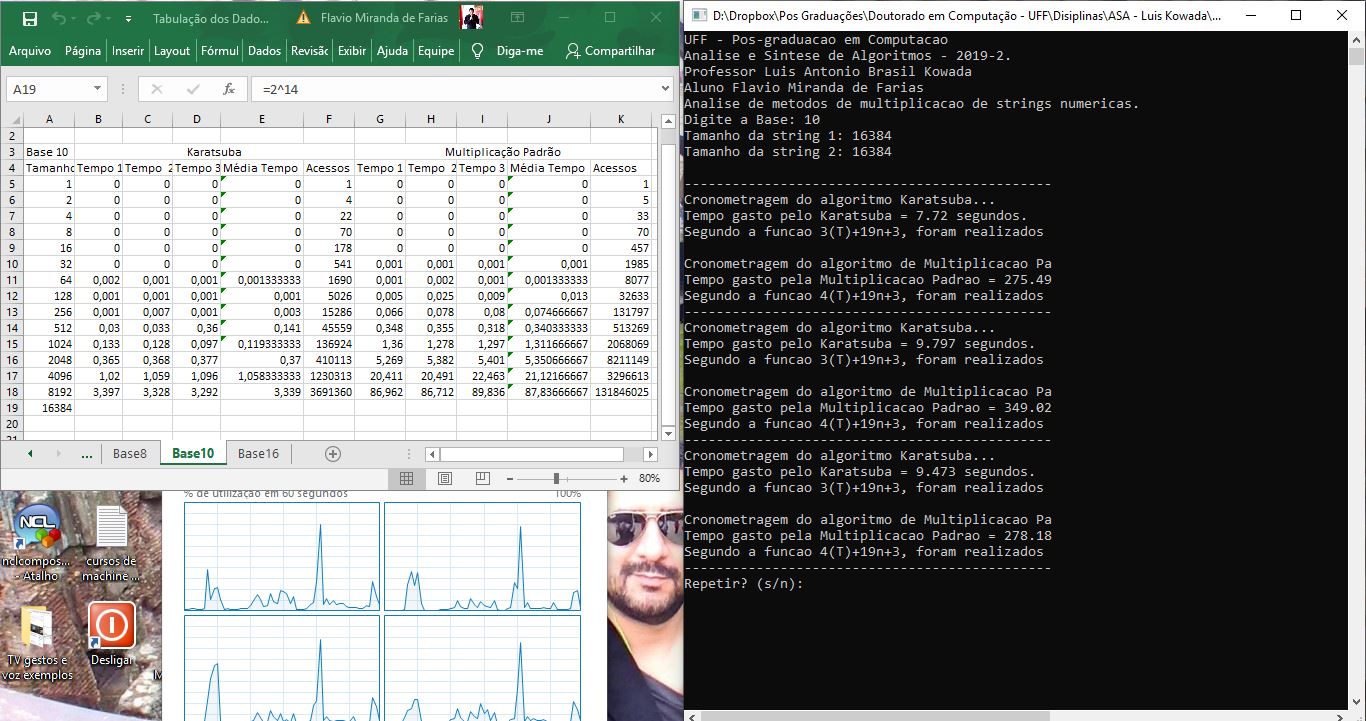 Tabulação dos Dado...
Flavio Miranda de Farias
Arquivo Página Inserir Layout Fórmul Dados Revisão Exibir Ajuda Equipe Diga-me Compartilhar
A19 fx =2^14
A B C D E F G H I J K
2
3 Base 10 Karatsuba Multiplicação Padrão
4 Tamanho Tempo 1 Tempo 2 Tempo 3 Média Tempo Acessos Tempo 1 Tempo 2 Tempo 3 Média Tempo Acessos
5 1 0 0 0 0 1 0 0 0 0 1
6 2 0 0 0 0 4 0 0 0 0 5
7 4 0 0 0 0 22 0 0 0 0 33
8 8 0 0 0 0 70 0 0 0 0 70
9 16 0 0 0 0 178 0 0 0 0 457
10 32 0 0 0 0 541 0,001 0,001 0,001 0,001 1985
11 64 0,002 0,001 0,001 0,001333333 1690 0,001 0,002 0,001 0,001333333 8077
12 128 0,001 0,001 0,001 0,001 5026 0,005 0,025 0,009 0,013 32633
13 256 0,001 0,007 0,001 0,003 15286 0,066 0,078 0,08 0,074666667 131797
14 512 0,03 0,033 0,36 0,141 45559 0,348 0,355 0,318 0,340333333 513269
15 1024 0,133 0,128 0,097 0,119333333 136924 1,36 1,278 1,297 1,311666667 2068069
16 2048 0,365 0,368 0,377 0,37 410113 5,269 5,382 5,401 5,350666667 8211149
17 4096 1,02 1,059 1,096 1,058333333 1230313 20,411 20,491 22,463 21,12166667 3296613
18 8192 3,397 3,328 3,292 3,339 3691360 86,962 86,712 89,836 87,83666667 131846025
19 16384
20
21
... Base8 Base10 Base16
80%
% de utilização em 60 segundos 100%
NCL
nclcompos...
- Atalho
cursos de
machine ...
TV gestos e
voz exemplos
Desligar
D:\Dropbox\Pos Graduações\Doutorado em Computação - UFF\Disiplinas\ASA - Luis Kowada\...
UFF - Pos-graduacao em Computacao
Analise e Sintese de Algoritmos - 2019-2.
Professor Luis Antonio Brasil Kowada
Aluno Flavio Miranda de Farias
Analise de metodos de multiplicacao de strings numericas.
Digite a Base: 10
Tamanho da string 1: 16384
Tamanho da string 2: 16384
---------------------------------------------
Cronometragem do algoritmo Karatsuba...
Tempo gasto pelo Karatsuba = 7.72 segundos.
Segundo a funcao 3(T)+19n+3, foram realizados
Cronometragem do algoritmo de Multiplicacao Pa
Tempo gasto pela Multiplicacao Padrao = 275.49
Segundo a funcao 4(T)+19n+3, foram realizados
---------------------------------------------
Cronometragem do algoritmo Karatsuba...
Tempo gasto pelo Karatsuba = 9.797 segundos.
Segundo a funcao 3(T)+19n+3, foram realizados
Cronometragem do algoritmo de Multiplicacao Pa
Tempo gasto pela Multiplicacao Padrao = 349.02
Segundo a funcao 4(T)+19n+3, foram realizados
---------------------------------------------
Cronometragem do algoritmo Karatsuba...
Tempo gasto pelo Karatsuba = 9.473 segundos.
Segundo a funcao 3(T)+19n+3, foram realizados
Cronometragem do algoritmo de Multiplicacao Pa
Tempo gasto pela Multiplicacao Padrao = 278.18
Segundo a funcao 4(T)+19n+3, foram realizados
---------------------------------------------
Repetir? (s/n):